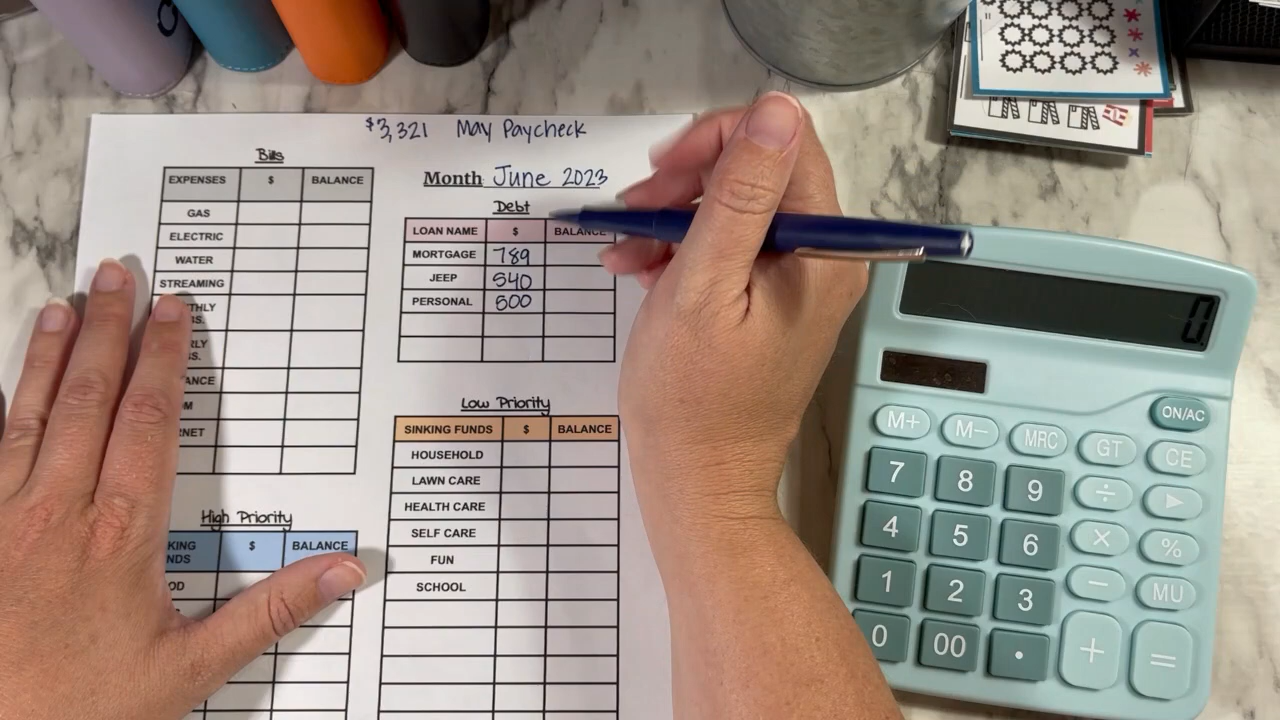 $3,321 May Paycheck
Bills
EXPENSES $ BALANCE
GAS
ELECTRIC
WATER
STREAMING
Month June 2023
Debt
LOAN NAME $ BALANCE
MORTGAGE 789
JEEP 540
PERSONAL 500
Low Priority
SINKING FUNDS $ BALANCE
HOUSEHOLD
LAWN CARE
HEALTH CARE
SELF CARE
FUN
SCHOOL
High Priority
$ BALANCE
0
ON/AC
M+ M− MRC GT CE
7 8 9 ÷ ▶
4 5 6 × %
1 2 3 − MU
0 00 . + =